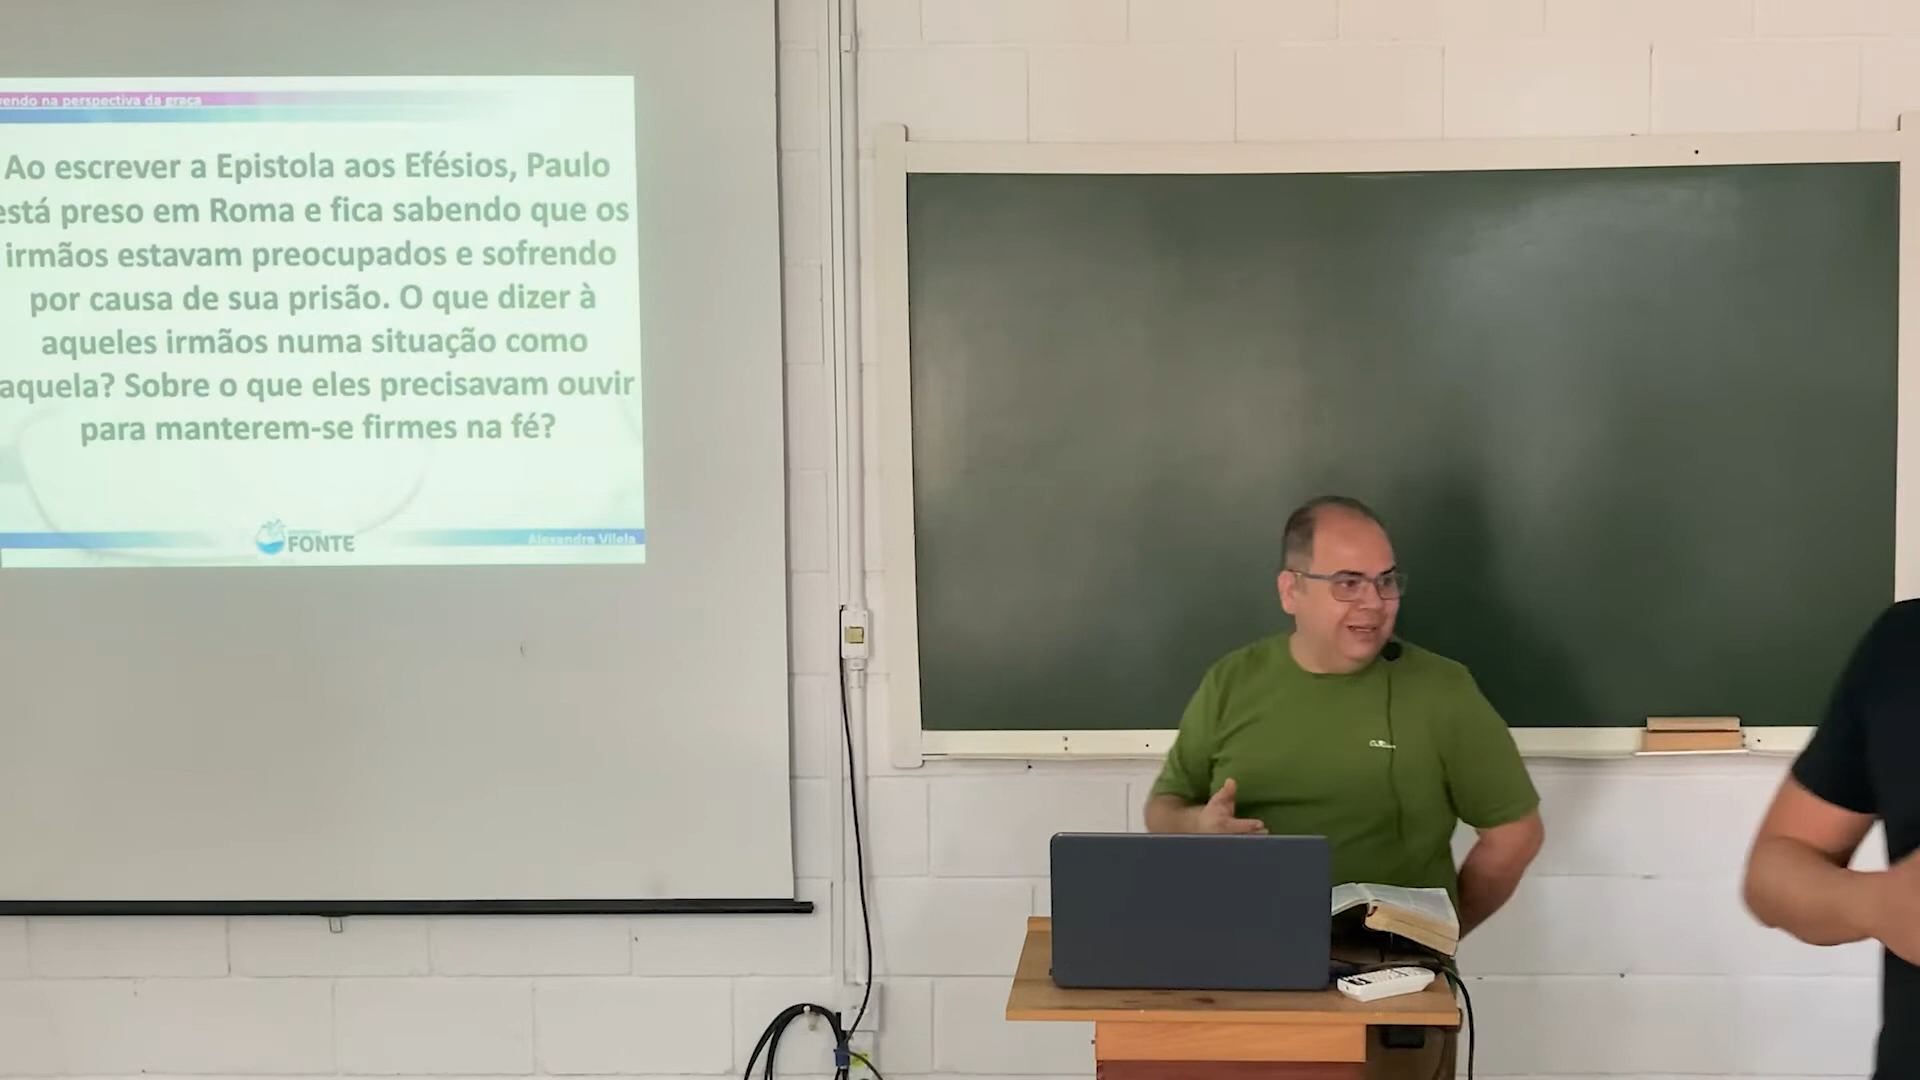 endo na perspectiva da graça
Ao escrever a Epistola aos Efésios, Paulo
está preso em Roma e fica sabendo que os
irmãos estavam preocupados e sofrendo
por causa de sua prisão. O que dizer à
aqueles irmãos numa situação como
aquela? Sobre o que eles precisavam ouvir
para manterem-se firmes na fé?
FONTE
Alexandre Vilela